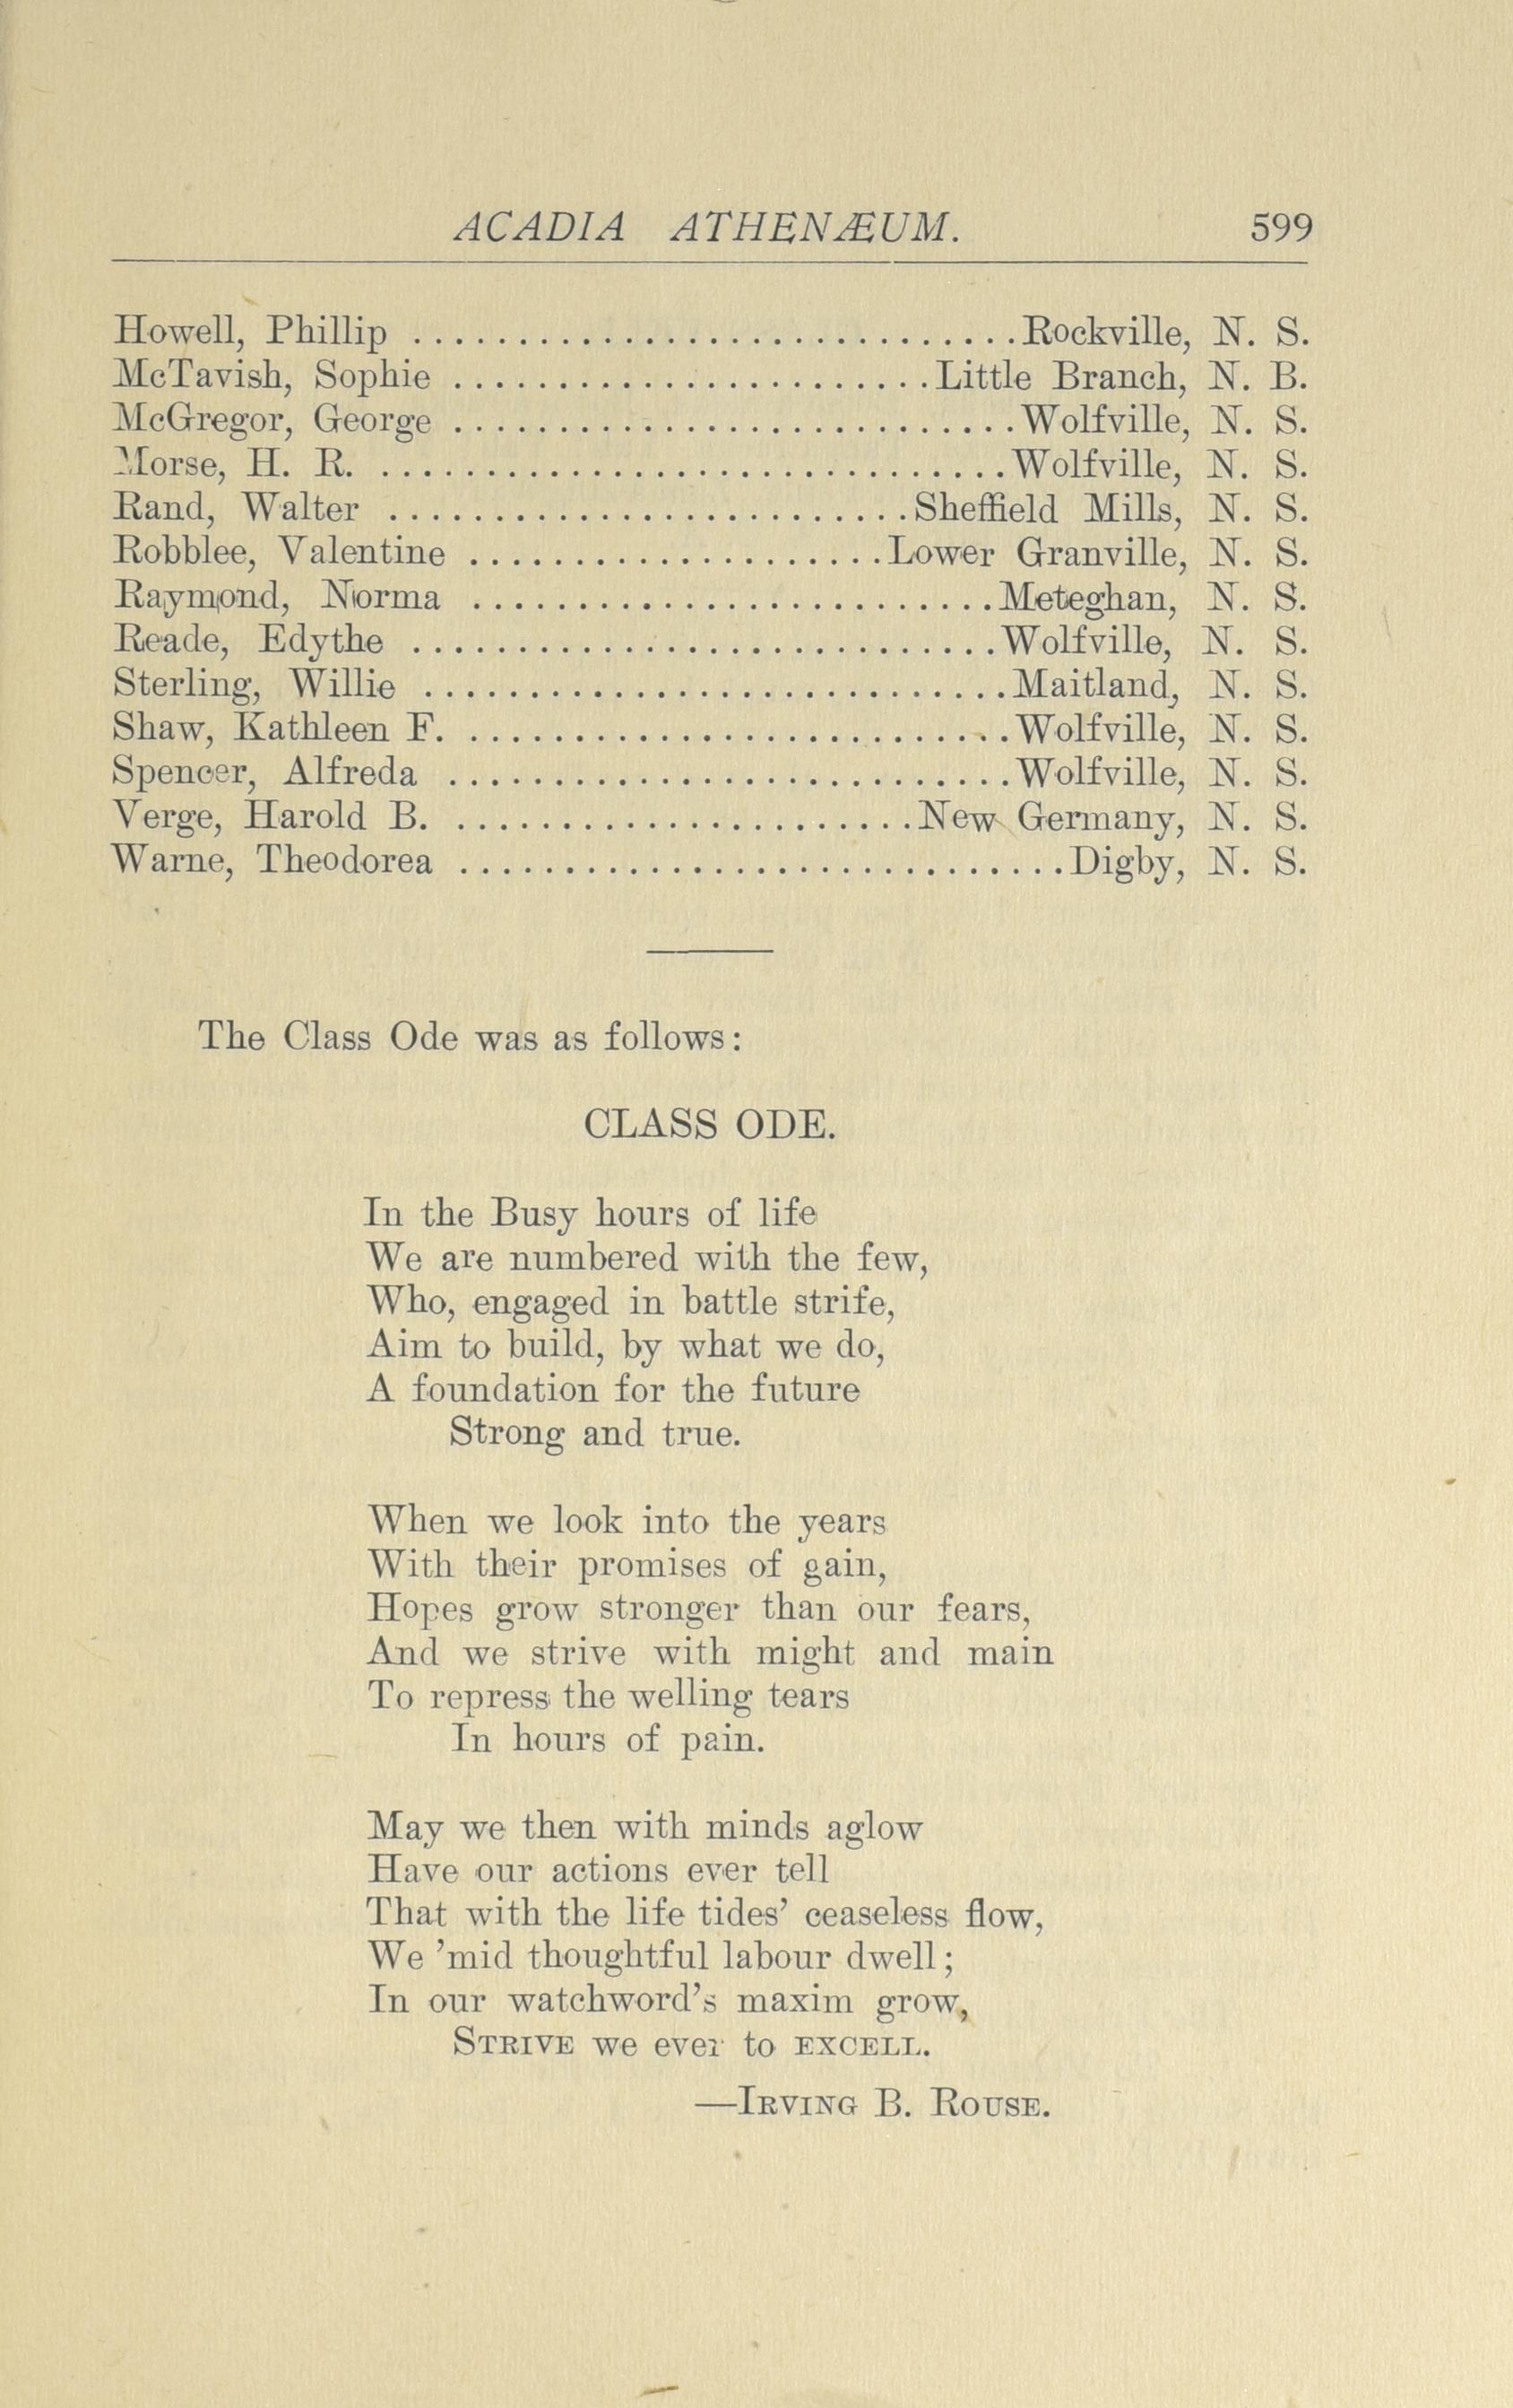 ACADIA ATHENÆUM. 599
Howell, Phillip ............................. Rockville, N. S.
McTavish, Sophie ....................... Little Branch, N. B.
McGregor, George ........................... Wolfville, N. S.
Morse, H. R. .............................. Wolfville, N. S.
Rand, Walter ......................... Sheffield Mills, N. S.
Robblee, Valentine .................... Lower Granville, N. S.
Raymond, Norma ......................... Meteghan, N. S.
Reade, Edythe ............................ Wolfville, N. S.
Sterling, Willie ............................ Maitland, N. S.
Shaw, Kathleen F. .......................... Wolfville, N. S.
Spencer, Alfreda ........................... Wolfville, N. S.
Verge, Harold B. ...................... New Germany, N. S.
Warne, Theodorea ............................. Digby, N. S.
The Class Ode was as follows:
CLASS ODE.
In the Busy hours of life
We are numbered with the few,
Who, engaged in battle strife,
Aim to build, by what we do,
A foundation for the future
Strong and true.
When we look into the years
With their promises of gain,
Hopes grow stronger than our fears,
And we strive with might and main
To repress the welling tears
In hours of pain.
May we then with minds aglow
Have our actions ever tell
That with the life tides’ ceaseless flow,
We ’mid thoughtful labour dwell;
In our watchword’s maxim grow,
STRIVE we ever to EXCELL.
—IRVING B. ROUSE.